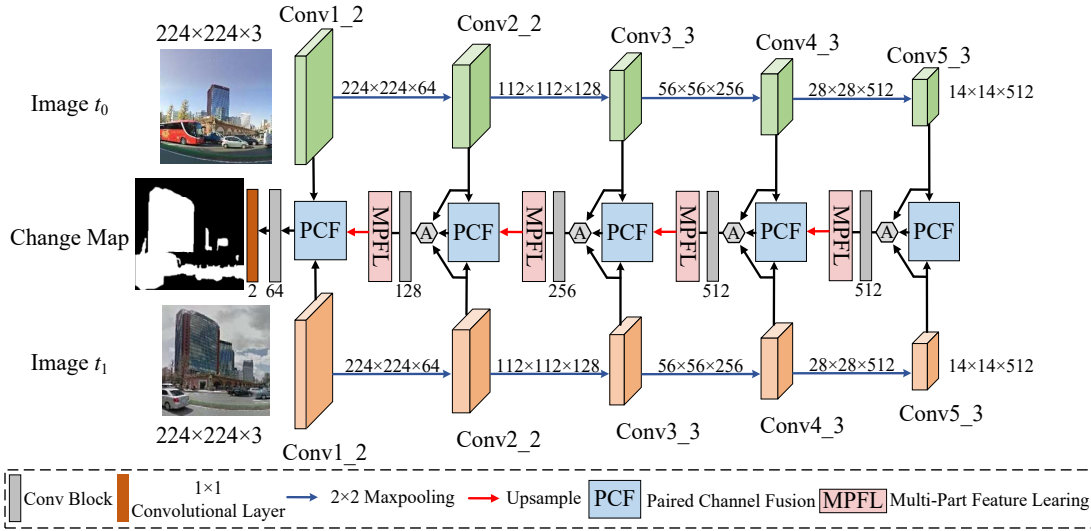 Conv1_2
Conv2_2
Conv3_3
Conv4_3
Conv5_3
224×224×3
Image t0
224×224×64
112×112×128
56×56×256
28×28×512
14×14×512
Change Map
2
64
PCF
MPFL
128
A
PCF
MPFL
256
A
PCF
MPFL
512
A
PCF
MPFL
512
A
PCF
Image t1
224×224×64
112×112×128
56×56×256
28×28×512
14×14×512
224×224×3
Conv1_2
Conv2_2
Conv3_3
Conv4_3
Conv5_3
Conv Block
1×1
Convolutional Layer
2×2 Maxpooling
Upsample
PCF
Paired Channel Fusion
MPFL
Multi-Part Feature Learing